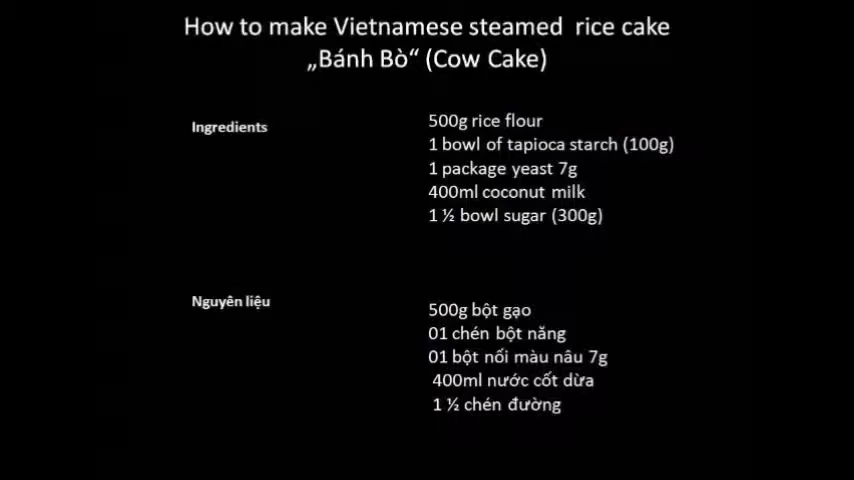 How to make Vietnamese steamed rice cake
„Bánh Bò“ (Cow Cake)
Ingredients
500g rice flour
1 bowl of tapioca starch (100g)
1 package yeast 7g
400ml coconut milk
1 ½ bowl sugar (300g)
Nguyên liệu
500g bột gạo
01 chén bột năng
01 bột nối màu nâu 7g
400ml nước cốt dừa
1 ½ chén đường